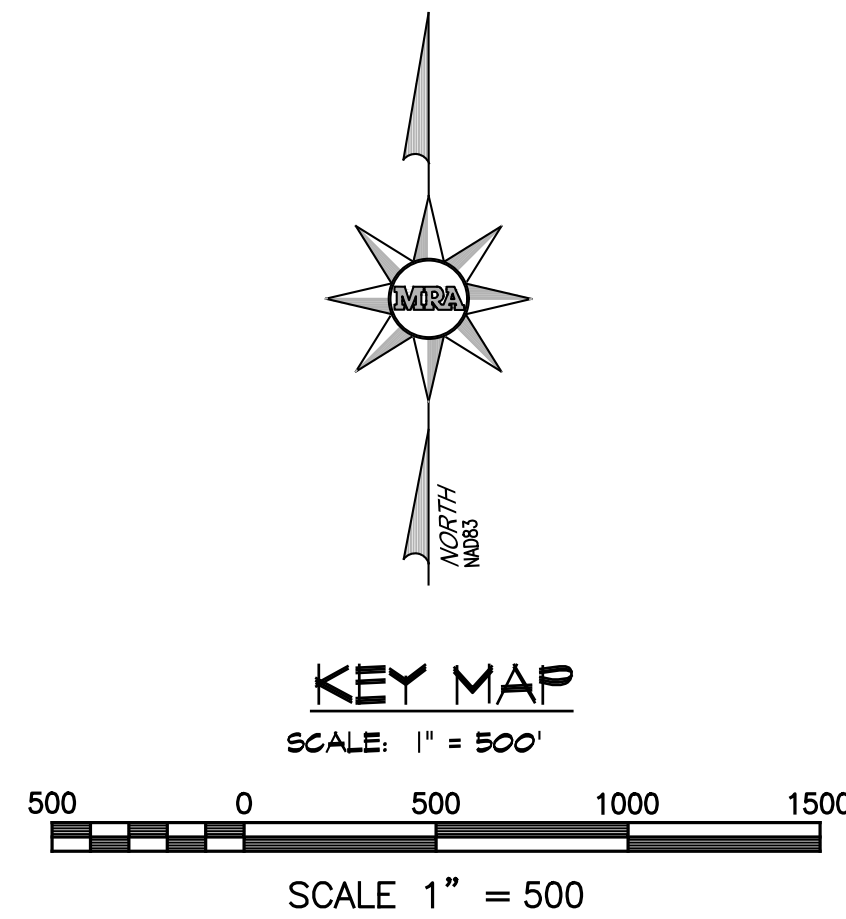 MRA
NORTH
NAD83
KEY MAP
SCALE: 1" = 500'
500 0 500 1000 1500
SCALE 1” = 500